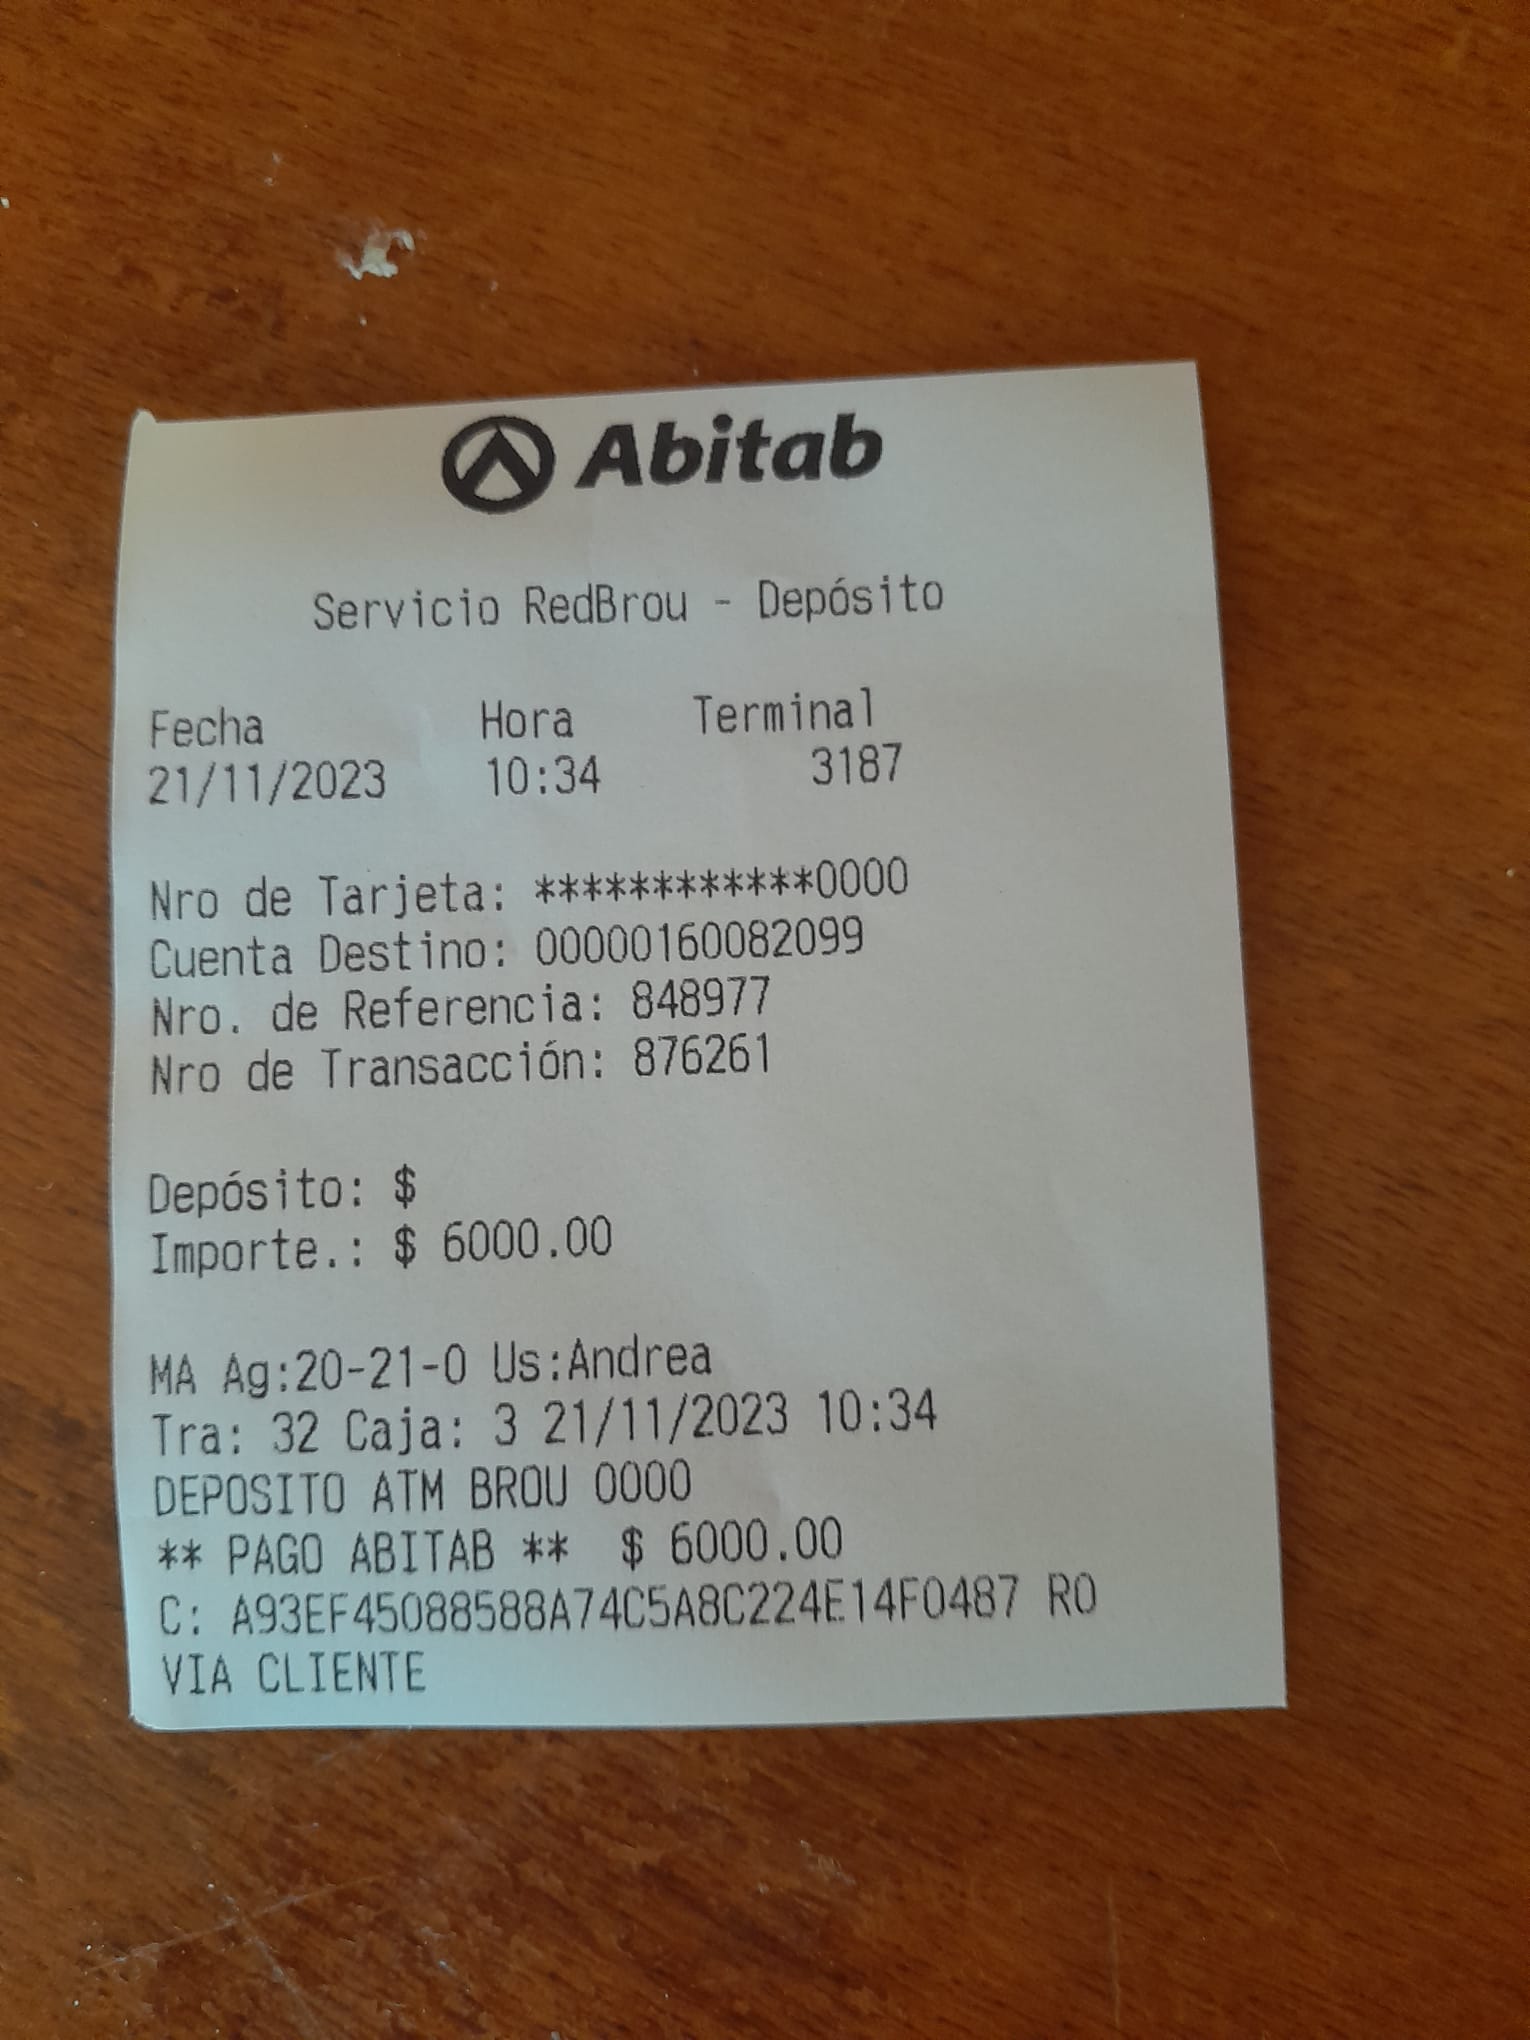 Abitab
Servicio RedBrou - Depósito
Fecha Hora Terminal
21/11/2023 10:34 3187
Nro de Tarjeta: ************0000
Cuenta Destino: 00000160082099
Nro. de Referencia: 848977
Nro de Transacción: 876261
Depósito: $
Importe.: $ 6000.00
MA Ag:20-21-0 Us:Andrea
Tra: 32 Caja: 3 21/11/2023 10:34
DEPOSITO ATM BROU 0000
** PAGO ABITAB ** $ 6000.00
C: A93EF45088588A74C5A8C224E14F0487 RO
VIA CLIENTE